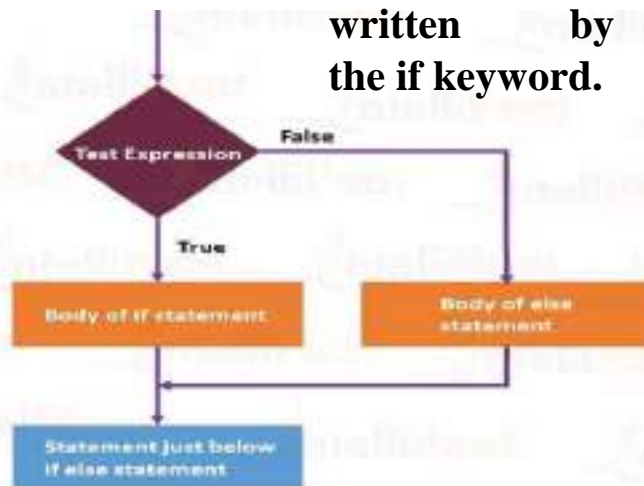 written by
the if keyword.
False
Test Expression
True
Body of if statement
Body of else
statement
Statement just below
if else statement